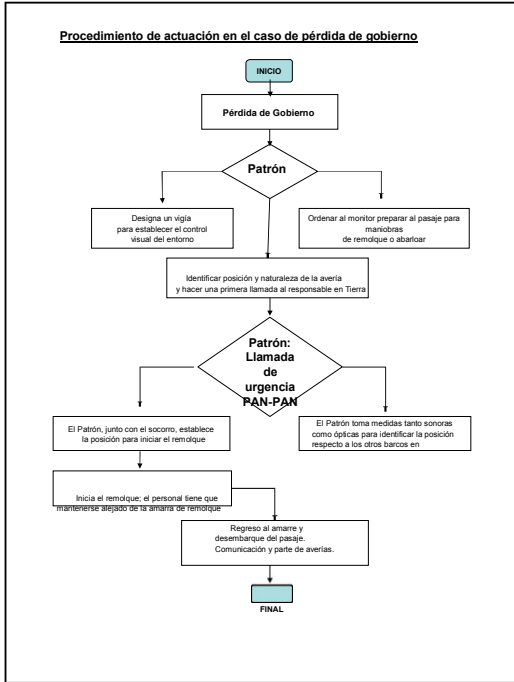 Procedimiento de actuación en el caso de pérdida de gobierno
INICIO
Pérdida de Gobierno
Patrón
Designa un vigía
para establecer el control
visual del entorno
Ordenar al monitor preparar al pasaje para
maniobras
de remolque o abarloar
Identificar posición y naturaleza de la avería
y hacer una primera llamada al responsable en Tierra
Patrón:
Llamada
de
urgencia
PAN-PAN
El Patrón, junto con el socorro, establece
la posición para iniciar el remolque
El Patrón toma medidas tanto sonoras
como ópticas para identificar la posición
respecto a los otros barcos en
Inicia el remolque; el personal tiene que
mantenerse alejado de la amarra de remolque
Regreso al amarre y
desembarque del pasaje.
Comunicación y parte de averías.
FINAL